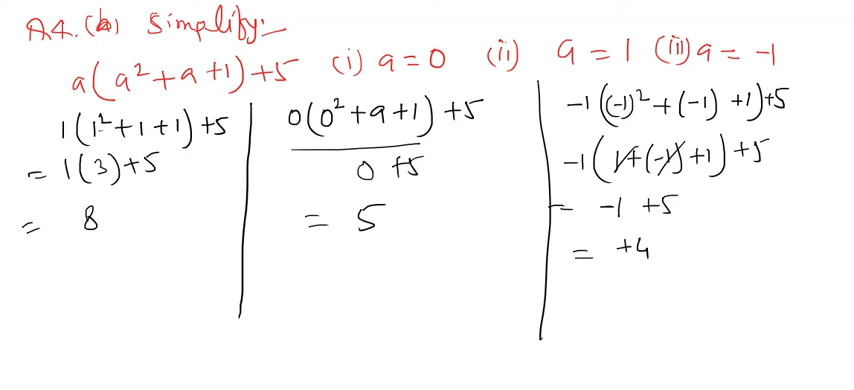 Q4. (b) Simplify:-
a(a² + a + 1) + 5 (i) a = 0 (ii) a = 1 (iii) a = -1
1(1² + 1 + 1) + 5
= 1(3) + 5
= 8
0(0² + a + 1) + 5
0 + 5
= 5
-1((-1)² + (-1) + 1) + 5
-1(1 + (-1) + 1) + 5
= -1 + 5
= +4